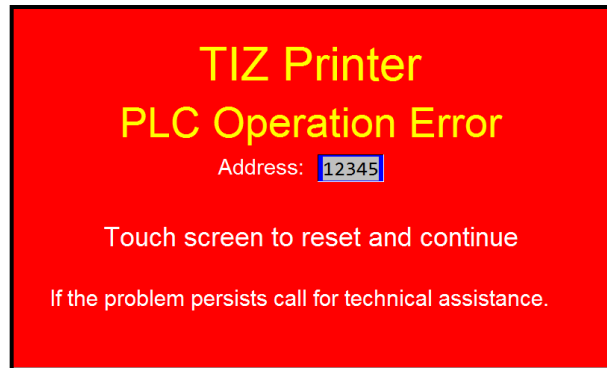 TIZ Printer
PLC Operation Error
Address: 12345
Touch screen to reset and continue
If the problem persists call for technical assistance.